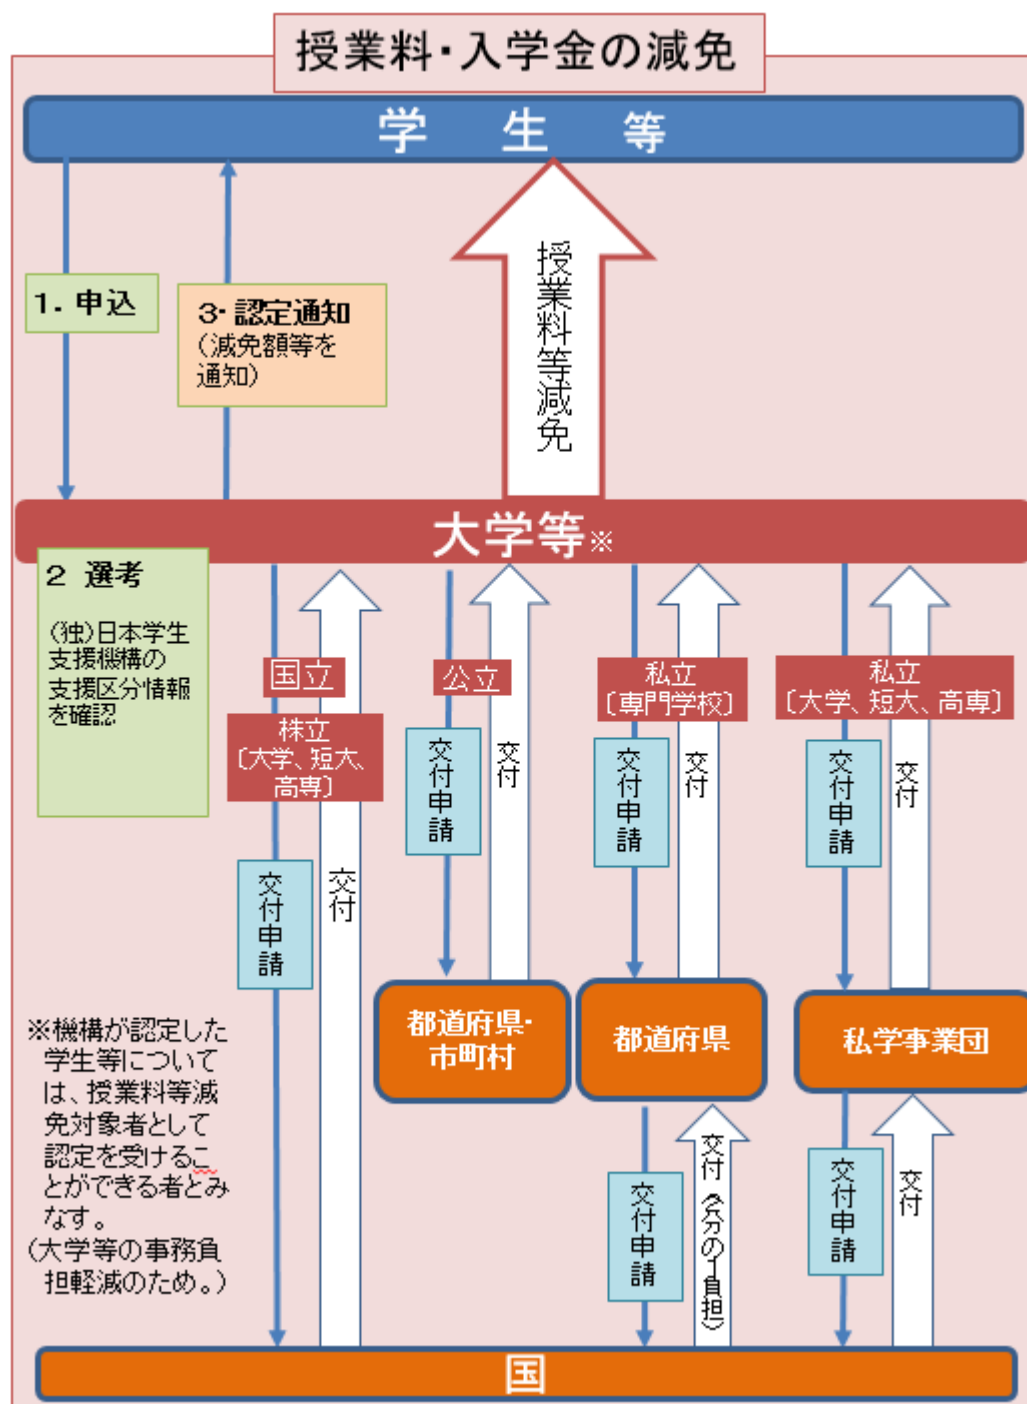 授業料・入学金の減免
学 生 等
1. 申込
3・認定通知
(減免額等を
通知)
授業料等減免
大学等※
2 選考
(独)日本学生
支援機構の
支援区分情報
を確認
国立
株立
〔大学、短大、
高専〕
交付申請
交付
公立
交付申請
交付
私立
〔専門学校〕
交付申請
交付
私立
〔大学、短大、高専〕
交付申請
交付
都道府県・
市町村
都道府県
私学事業団
交付申請
交付(2分の1負担)
交付申請
交付
※機構が認定した
学生等について
は、授業料等減
免対象者として
認定を受けるこ
とができる者とみ
なす。
(大学等の事務負
担軽減のため。)
国